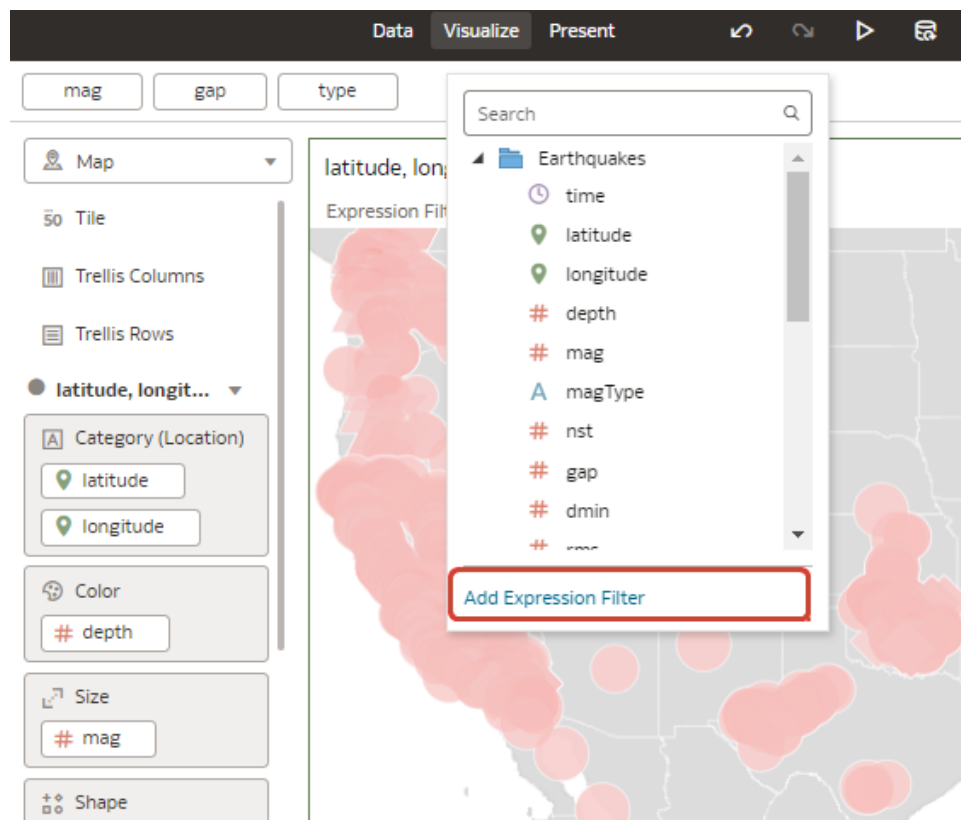 Data Visualize Present
mag gap type
Search
Map
latitude, lon
Expression Filt
Tile
Trellis Columns
Trellis Rows
latitude, longit...
Category (Location)
latitude
longitude
Color
# depth
Size
# mag
Shape
Earthquakes
time
latitude
longitude
# depth
# mag
A magType
# nst
# gap
# dmin
#
Add Expression Filter